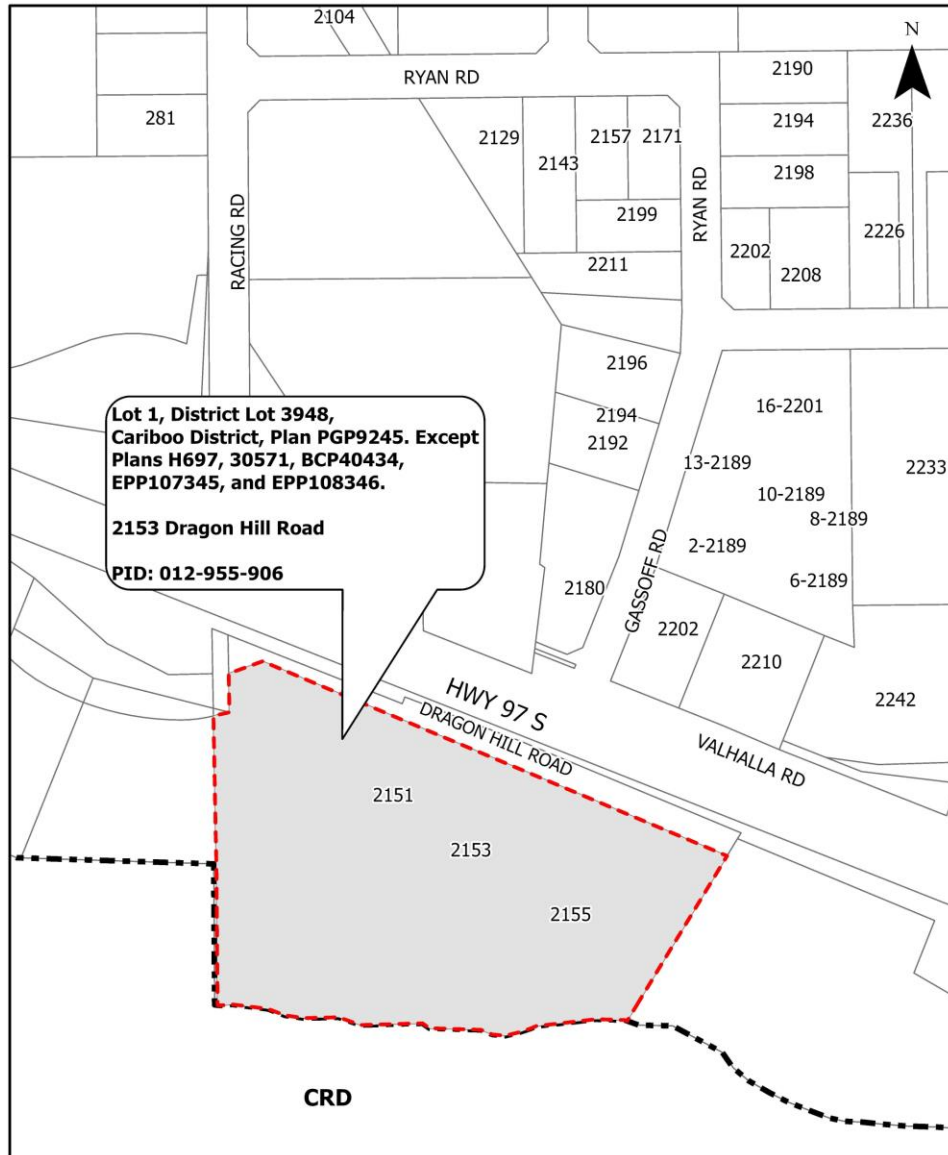 2104
N
RYAN RD
2190
281
2129
2143
2157
2171
2194
2236
2198
RACING RD
RYAN RD
2199
2202
2208
2226
2211
2196
2194
2192
16-2201
13-2189
10-2189
8-2189
2233
2-2189
6-2189
Lot 1, District Lot 3948,
Cariboo District, Plan PGP9245. Except
Plans H697, 30571, BCP40434,
EPP107345, and EPP108346.
2153 Dragon Hill Road
PID: 012-955-906
2180
GASSOFF RD
2202
2210
2242
HWY 97 S
DRAGON HILL ROAD
VALHALLA RD
2151
2153
2155
CRD